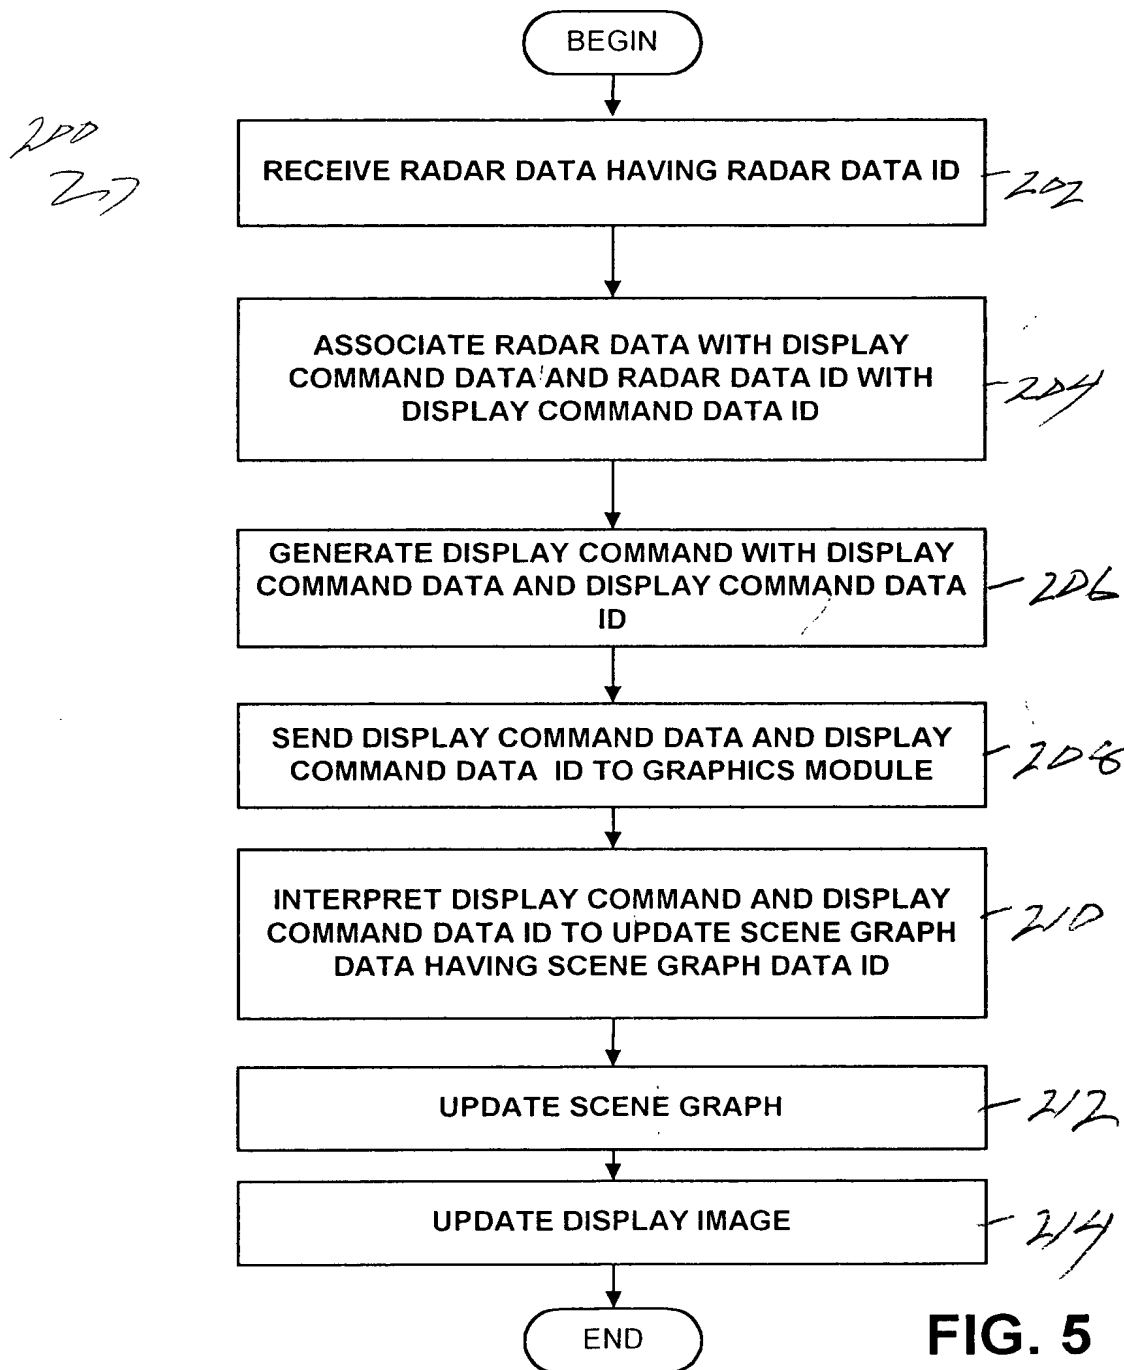 BEGIN
200
RECEIVE RADAR DATA HAVING RADAR DATA ID
202
ASSOCIATE RADAR DATA WITH DISPLAY
COMMAND DATA AND RADAR DATA ID WITH
DISPLAY COMMAND DATA ID
204
GENERATE DISPLAY COMMAND WITH DISPLAY
COMMAND DATA AND DISPLAY COMMAND DATA
ID
206
SEND DISPLAY COMMAND DATA AND DISPLAY
COMMAND DATA ID TO GRAPHICS MODULE
208
INTERPRET DISPLAY COMMAND AND DISPLAY
COMMAND DATA ID TO UPDATE SCENE GRAPH
DATA HAVING SCENE GRAPH DATA ID
210
UPDATE SCENE GRAPH
212
UPDATE DISPLAY IMAGE
214
END
FIG. 5